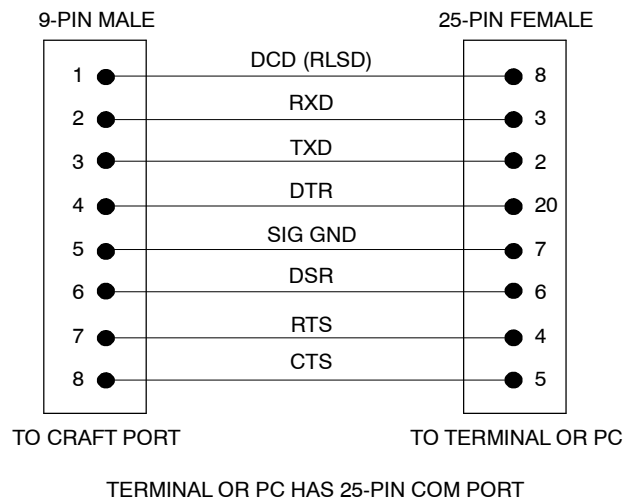 9-PIN MALE 25-PIN FEMALE
1 DCD (RLSD) 8
2 RXD 3
3 TXD 2
4 DTR 20
5 SIG GND 7
6 DSR 6
7 RTS 4
8 CTS 5
TO CRAFT PORT TO TERMINAL OR PC
TERMINAL OR PC HAS 25-PIN COM PORT